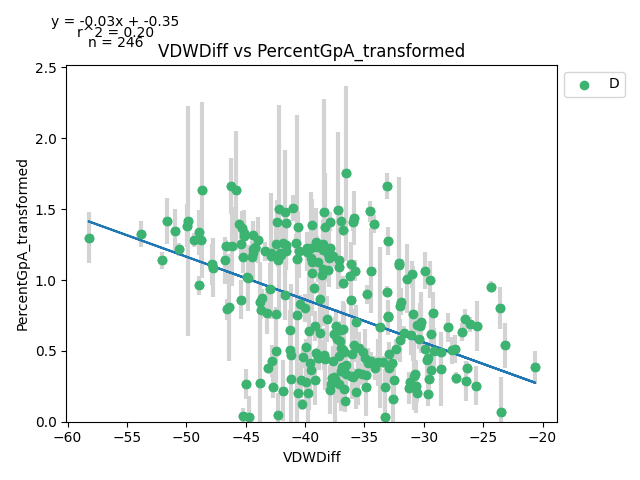 y = -0.03x + -0.35
r^2 = 0.20
n = 246
VDWDiff vs PercentGpA_transformed
D
PercentGpA_transformed
2.5
2.0
1.5
1.0
0.5
0.0
−60 −55 −50 −45 −40 −35 −30 −25 −20
VDWDiff